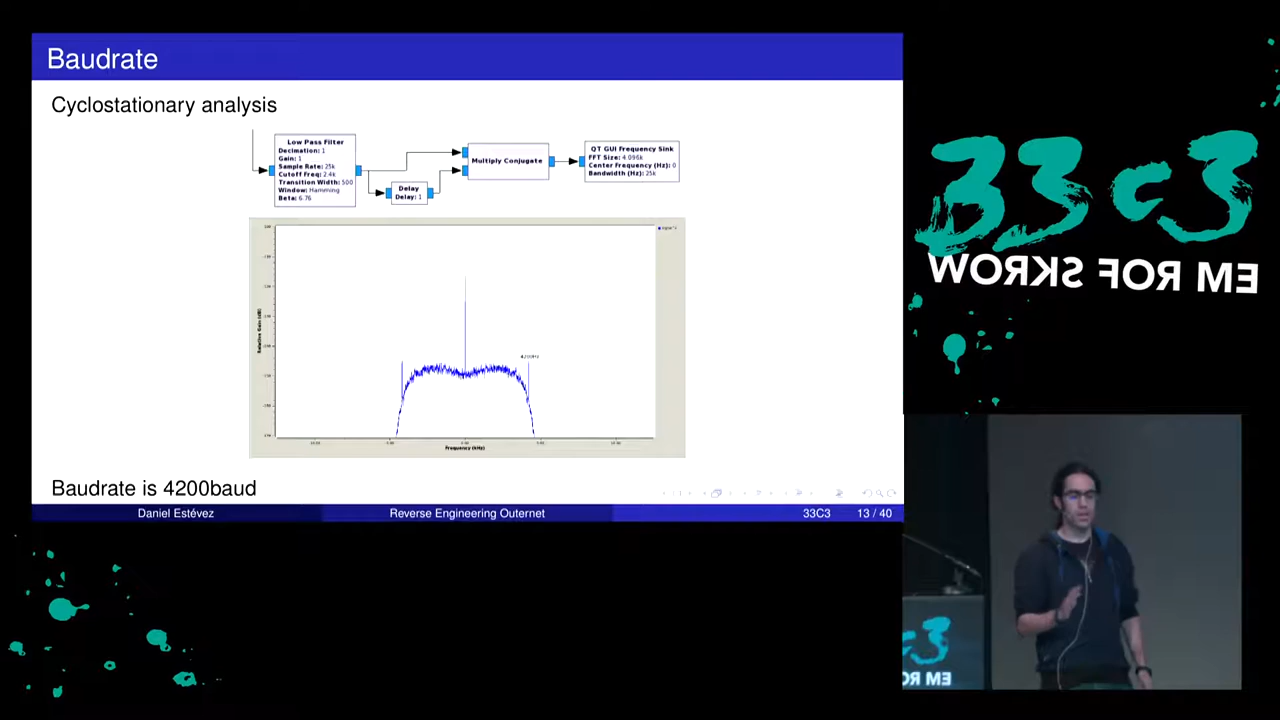 Baudrate
Cyclostationary analysis
Low Pass Filter
Decimation: 1
Gain: 1
Sample Rate: 25k
Cutoff Freq: 2.4k
Transition Width: 500
Window: Hamming
Beta: 6.76
Delay
Delay: 1
Multiply Conjugate
QT GUI Frequency Sink
FFT Size: 4.096k
Center Frequency (Hz): 0
Bandwidth (Hz): 25k
Relative Gain (dB)
Frequency (kHz)
Baudrate is 4200baud
Daniel Estévez
Reverse Engineering Outernet
33C3
13 / 40
33c3
WORKS FOR ME